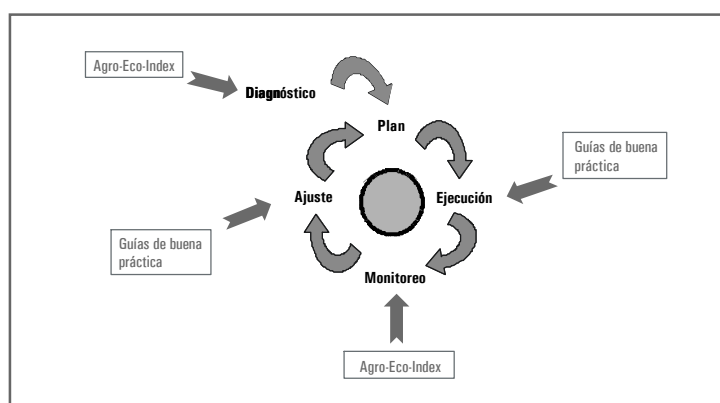 Agro-Eco-Index
Diagnóstico
Plan
Guías de buena
práctica
Ajuste
Ejecución
Guías de buena
práctica
Monitoreo
Agro-Eco-Index